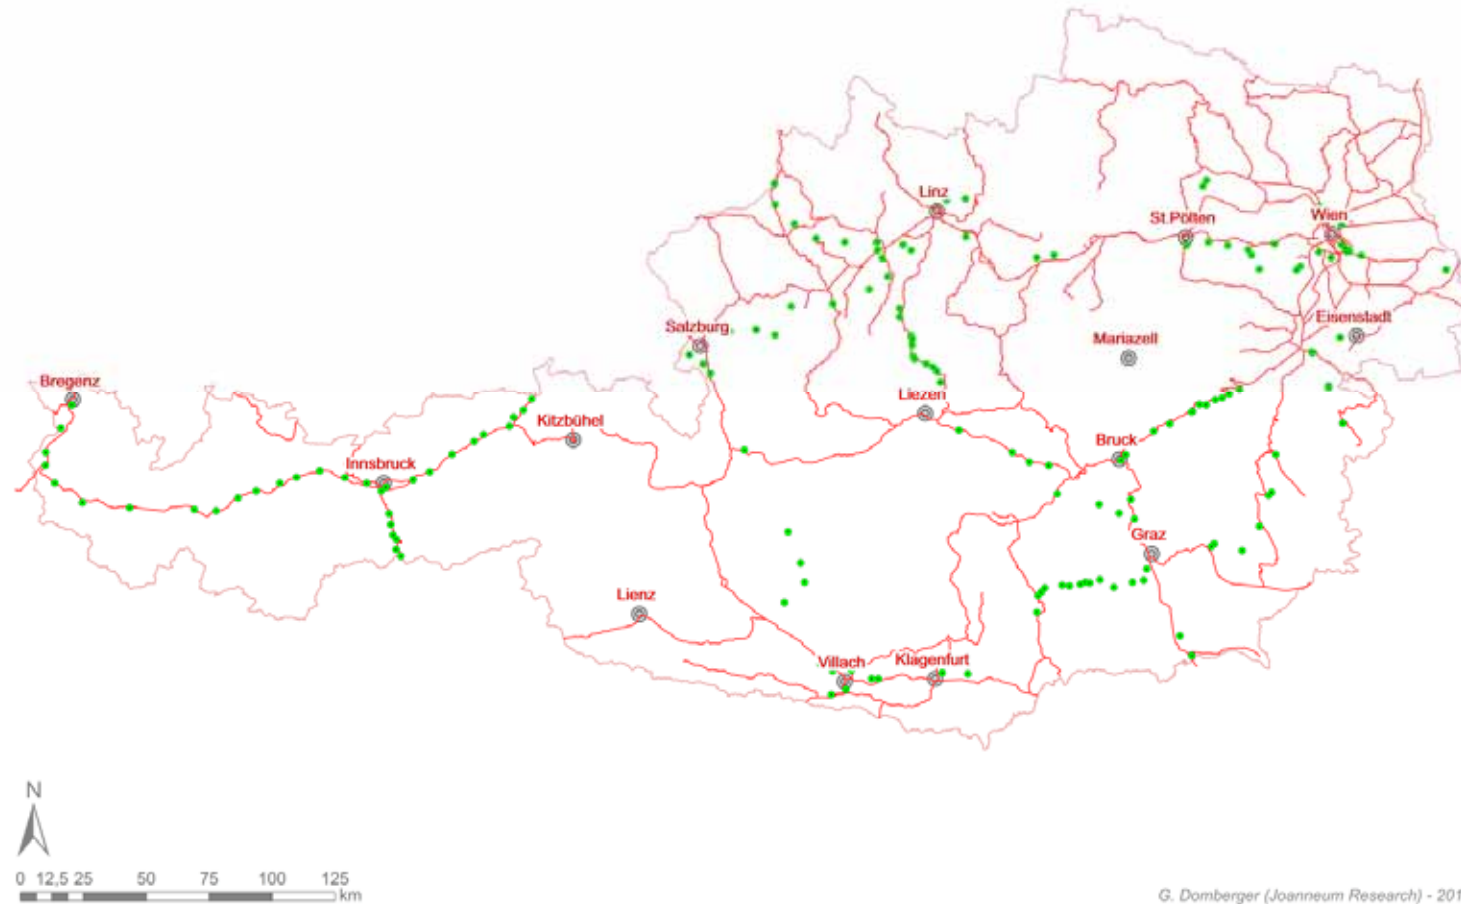 Linz
St.Pölten
Wien
Salzburg
Eisenstadt
Mariazell
Bregenz
Liezen
Kitzbühel
Bruck
Innsbruck
Graz
Lienz
Villach
Klagenfurt
N
0 12,5 25 50 75 100 125
km
G. Domberger (Joanneum Research) - 201